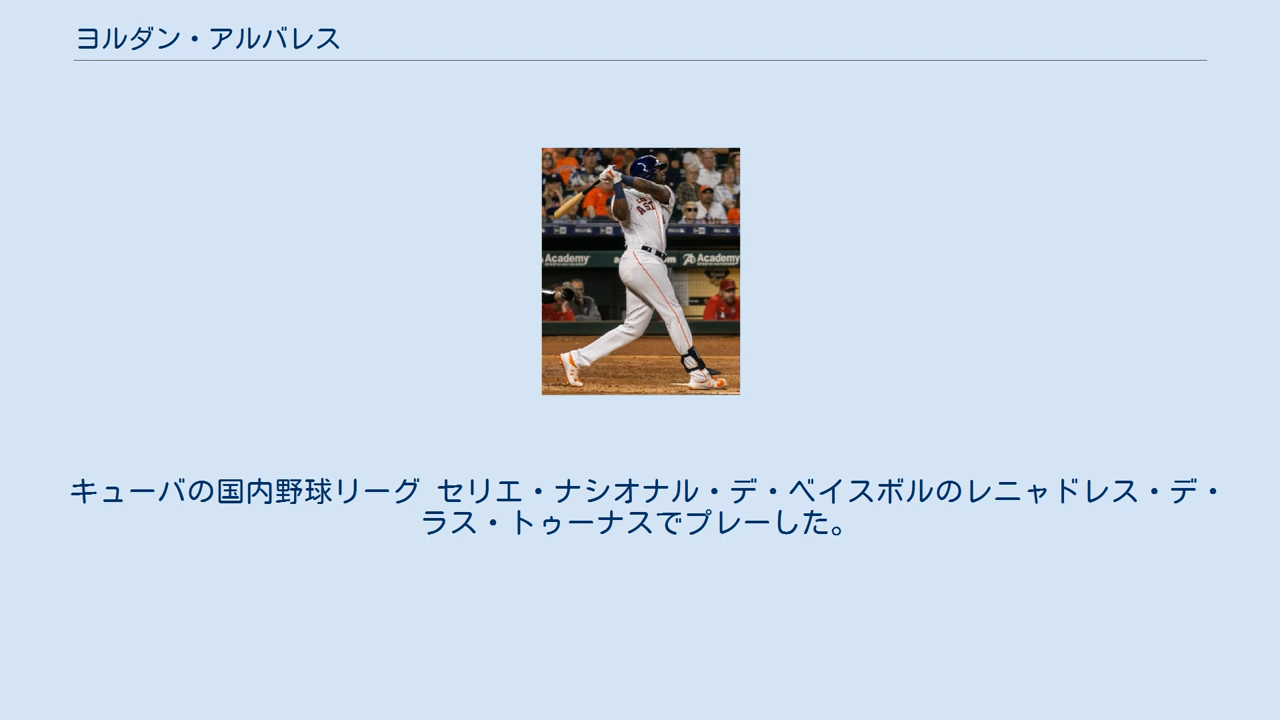 ヨルダン・アルバレス
Academy
Academy
キューバの国内野球リーグ セリエ・ナシオナル・デ・ベイスボルのレニャドレス・デ・
ラス・トゥーナスでプレーした。